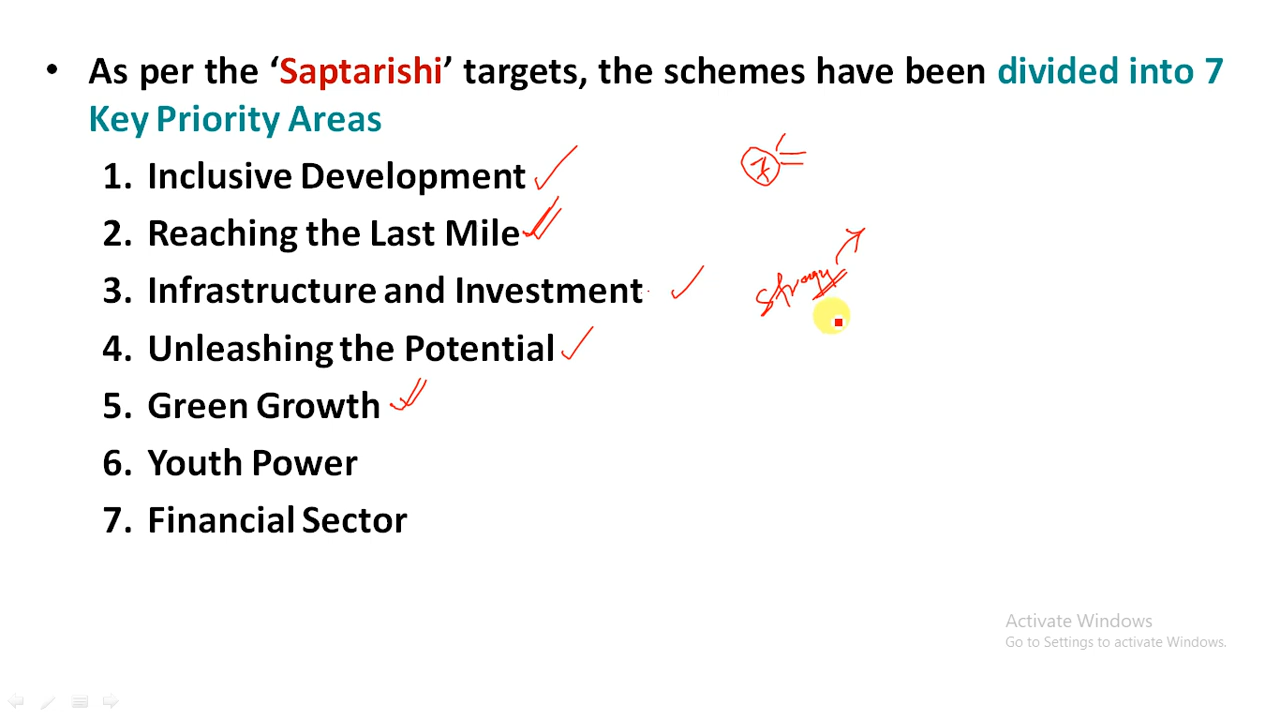 • As per the ‘Saptarishi’ targets, the schemes have been divided into 7
Key Priority Areas
1. Inclusive Development
2. Reaching the Last Mile
3. Infrastructure and Investment
4. Unleashing the Potential
5. Green Growth
6. Youth Power
7. Financial Sector
7
Activate Windows
Go to Settings to activate Windows.